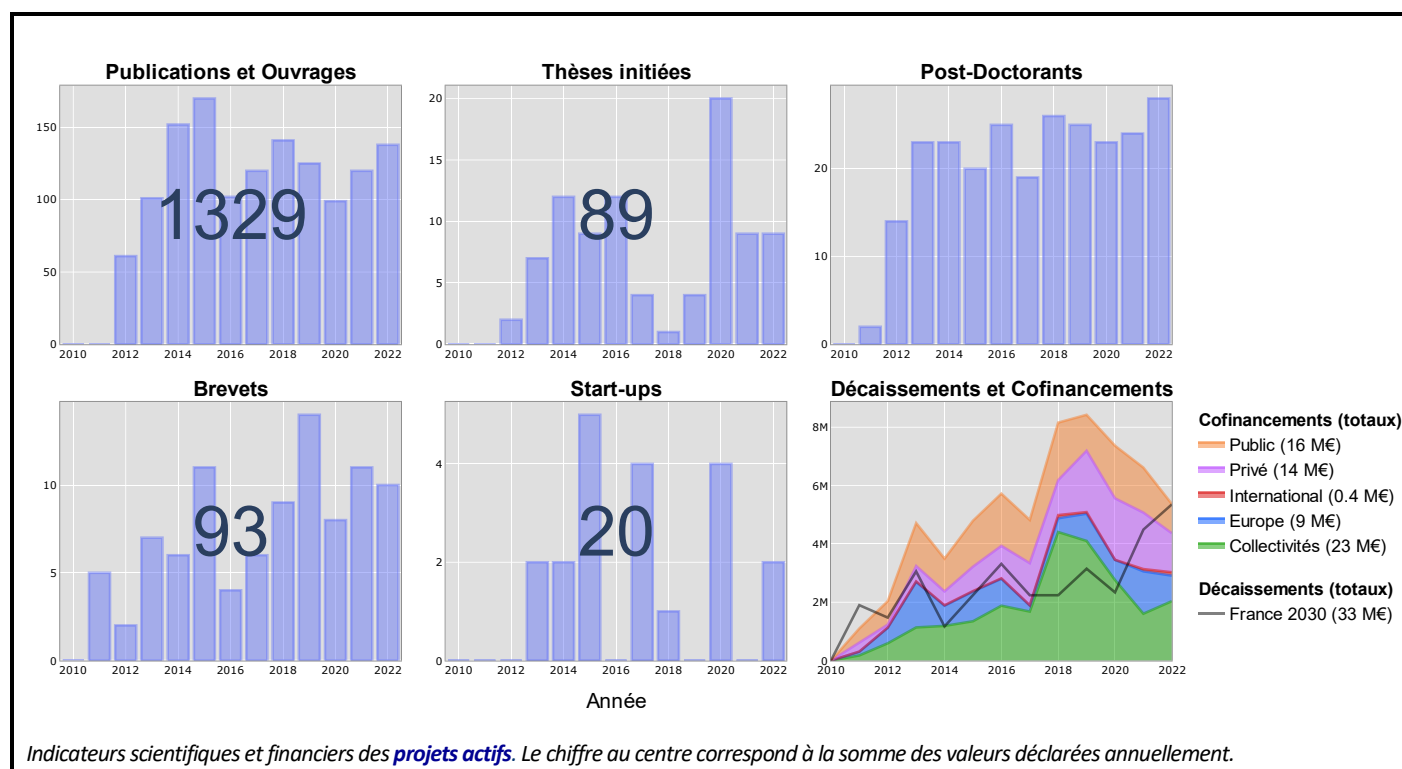 Publications et Ouvrages
150
100
50
0
2010 2012 2014 2016 2018 2020 2022
1329
Thèses initiées
20
15
10
5
0
2010 2012 2014 2016 2018 2020 2022
89
Post-Doctorants
20
10
0
2010 2012 2014 2016 2018 2020 2022
Brevets
10
5
0
2010 2012 2014 2016 2018 2020 2022
93
Start-ups
4
2
0
2010 2012 2014 2016 2018 2020 2022
20
Année
Décaissements et Cofinancements
8M
6M
4M
2M
0
2010 2012 2014 2016 2018 2020 2022
Cofinancements (totaux)
Public (16 M€)
Privé (14 M€)
International (0.4 M€)
Europe (9 M€)
Collectivités (23 M€)
Décaissements (totaux)
France 2030 (33 M€)
Indicateurs scientifiques et financiers des projets actifs. Le chiffre au centre correspond à la somme des valeurs déclarées annuellement.